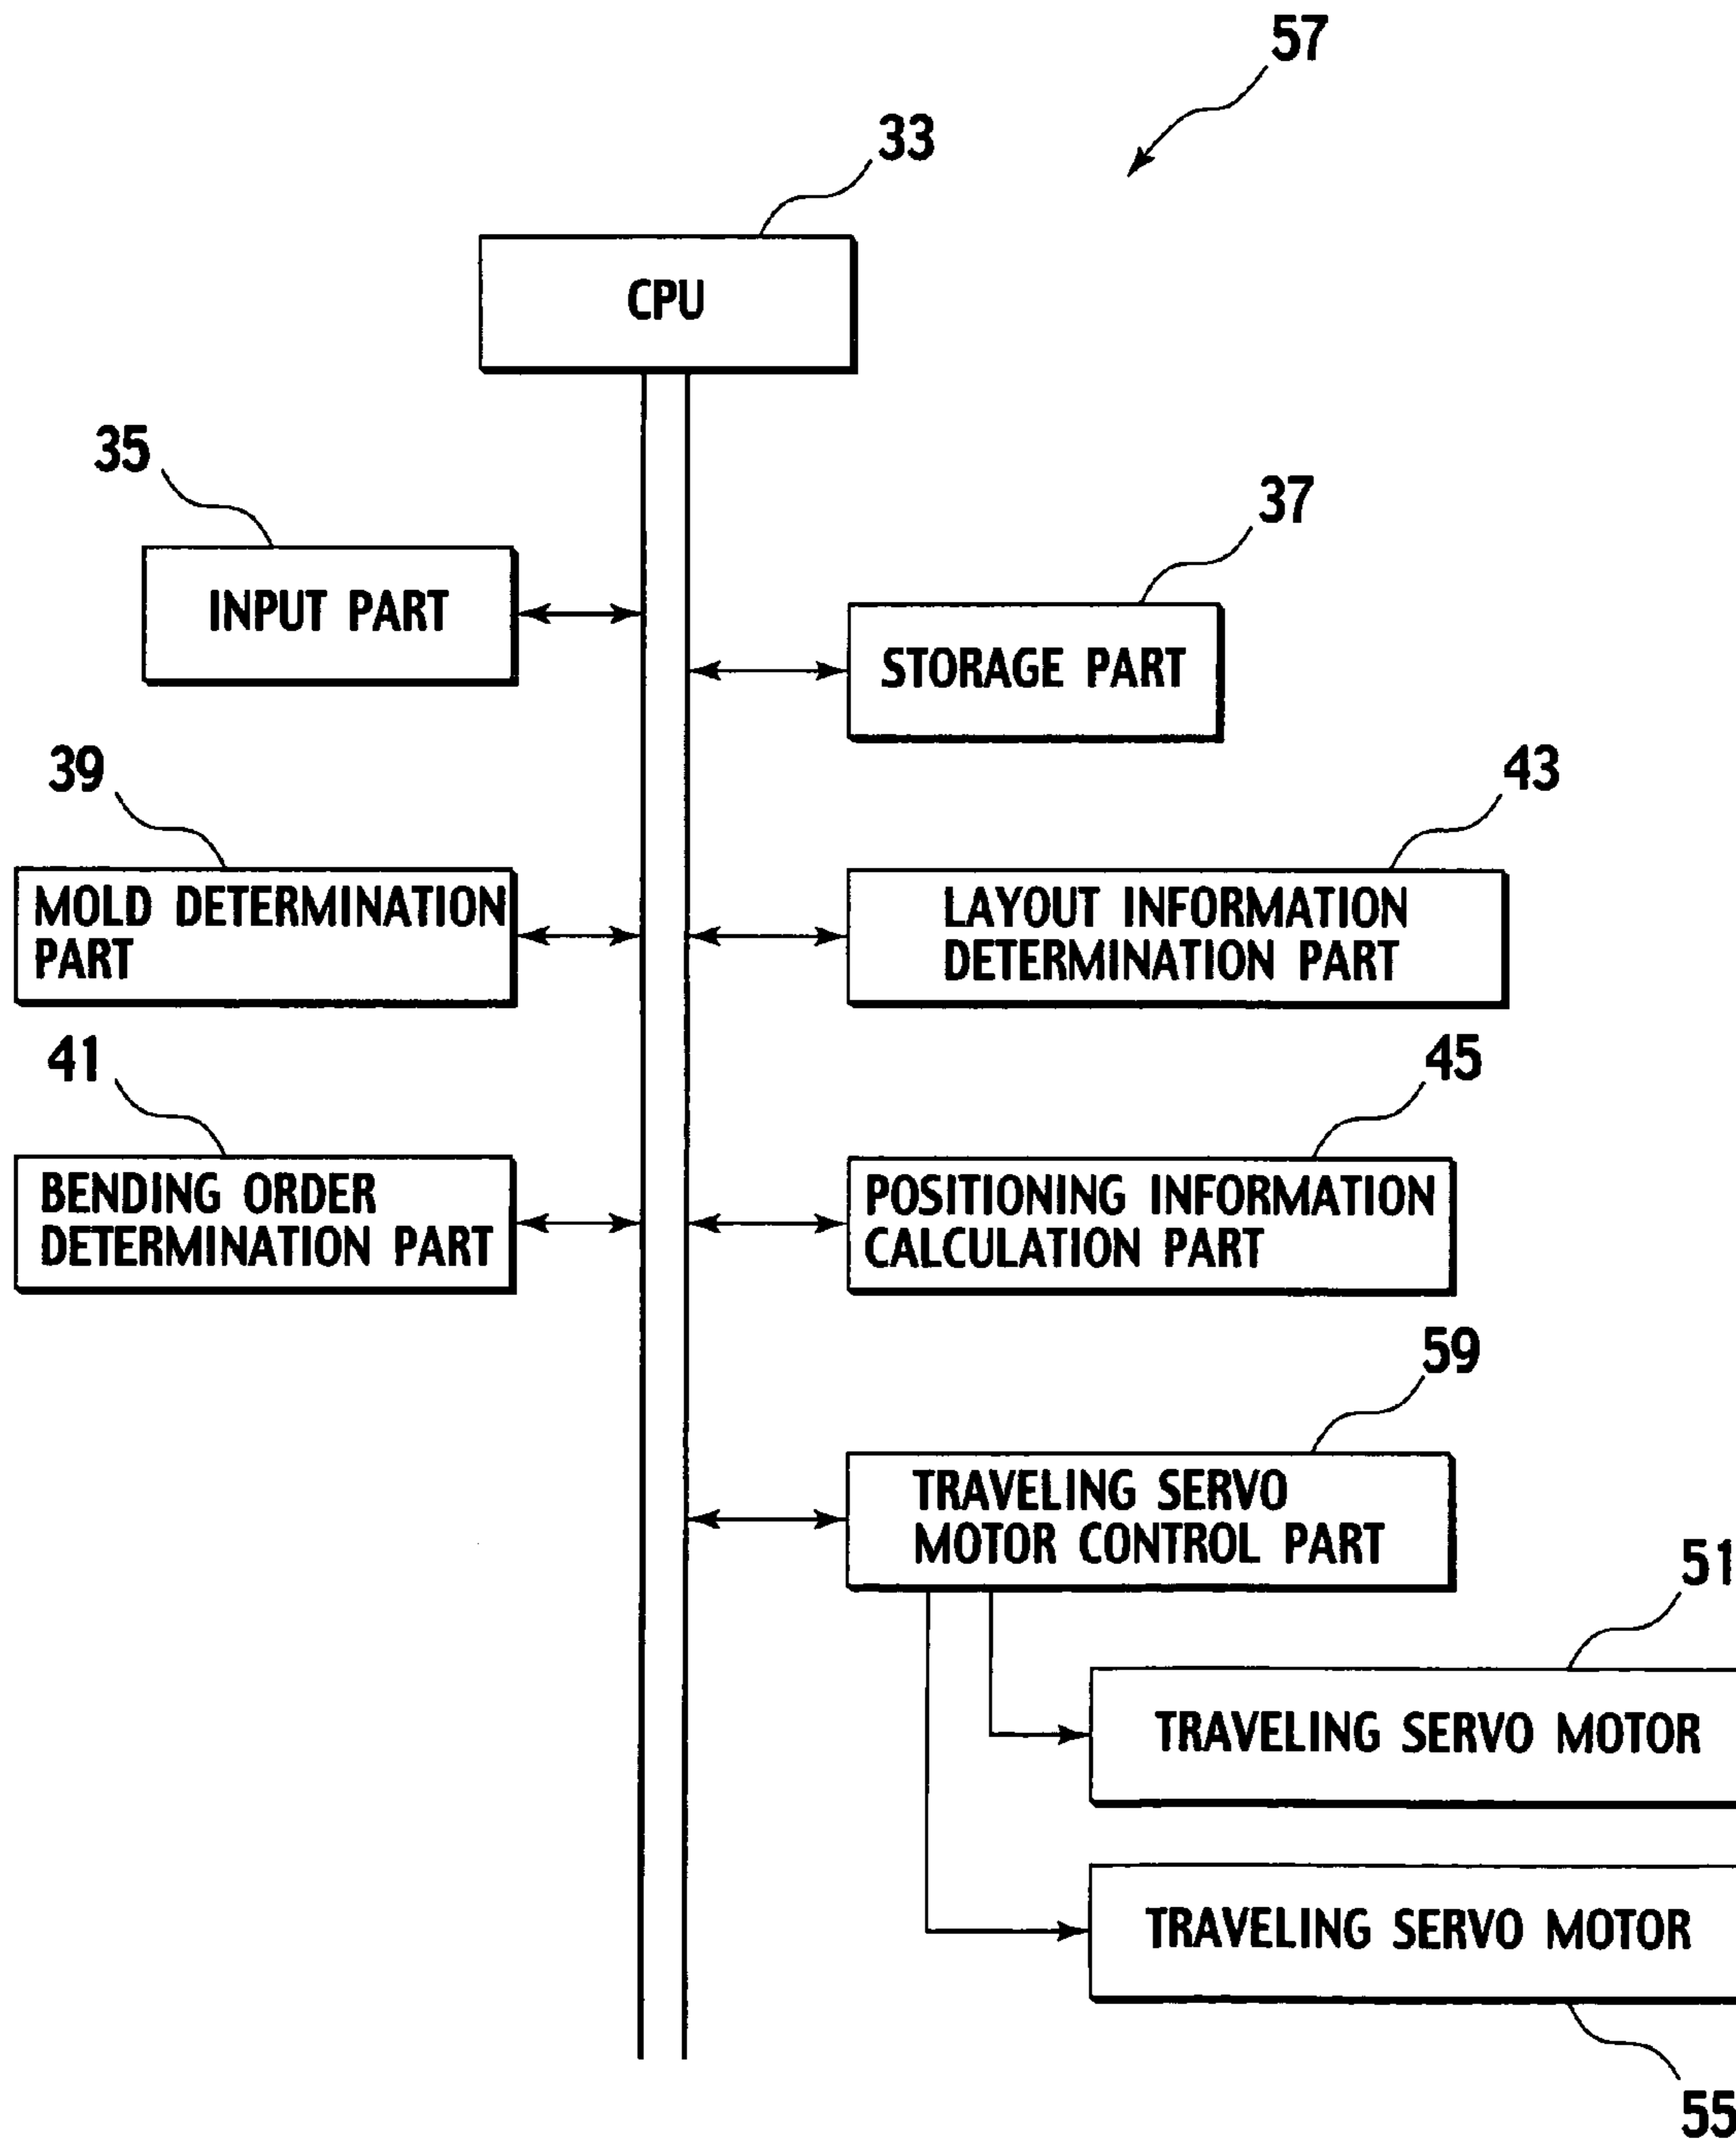 57
33
CPU
35
INPUT PART
37
STORAGE PART
39
MOLD DETERMINATION
PART
43
LAYOUT INFORMATION
DETERMINATION PART
41
BENDING ORDER
DETERMINATION PART
45
POSITIONING INFORMATION
CALCULATION PART
59
TRAVELING SERVO
MOTOR CONTROL PART
51
TRAVELING SERVO MOTOR
TRAVELING SERVO MOTOR
55